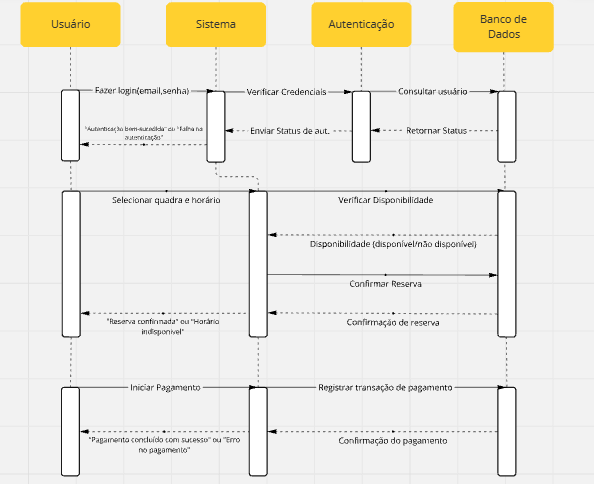 Usuário
Sistema
Autenticação
Banco de
Dados
Fazer login(email,senha)
Verificar Credenciais
Consultar usuário
"Autenticação bem-sucedida" ou "Falha na
autenticação"
Enviar Status de aut.
Retornar Status
Selecionar quadra e horário
Verificar Disponibilidade
Disponibilidade (disponível/não disponível)
Confirmar Reserva
"Reserva confirmada" ou "Horário
indisponível"
Confirmação de reserva
Iniciar Pagamento
Registrar transação de pagamento
"Pagamento concluído com sucesso" ou "Erro
no pagamento"
Confirmação do pagamento